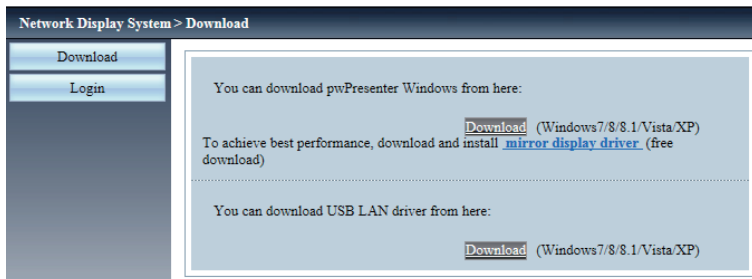 Network Display System > Download
Download
Login
You can download pwPresenter Windows from here:
Download (Windows7/8/8.1/Vista/XP)
To achieve best performance, download and install mirror display driver (free
download)
You can download USB LAN driver from here:
Download (Windows7/8/8.1/Vista/XP)